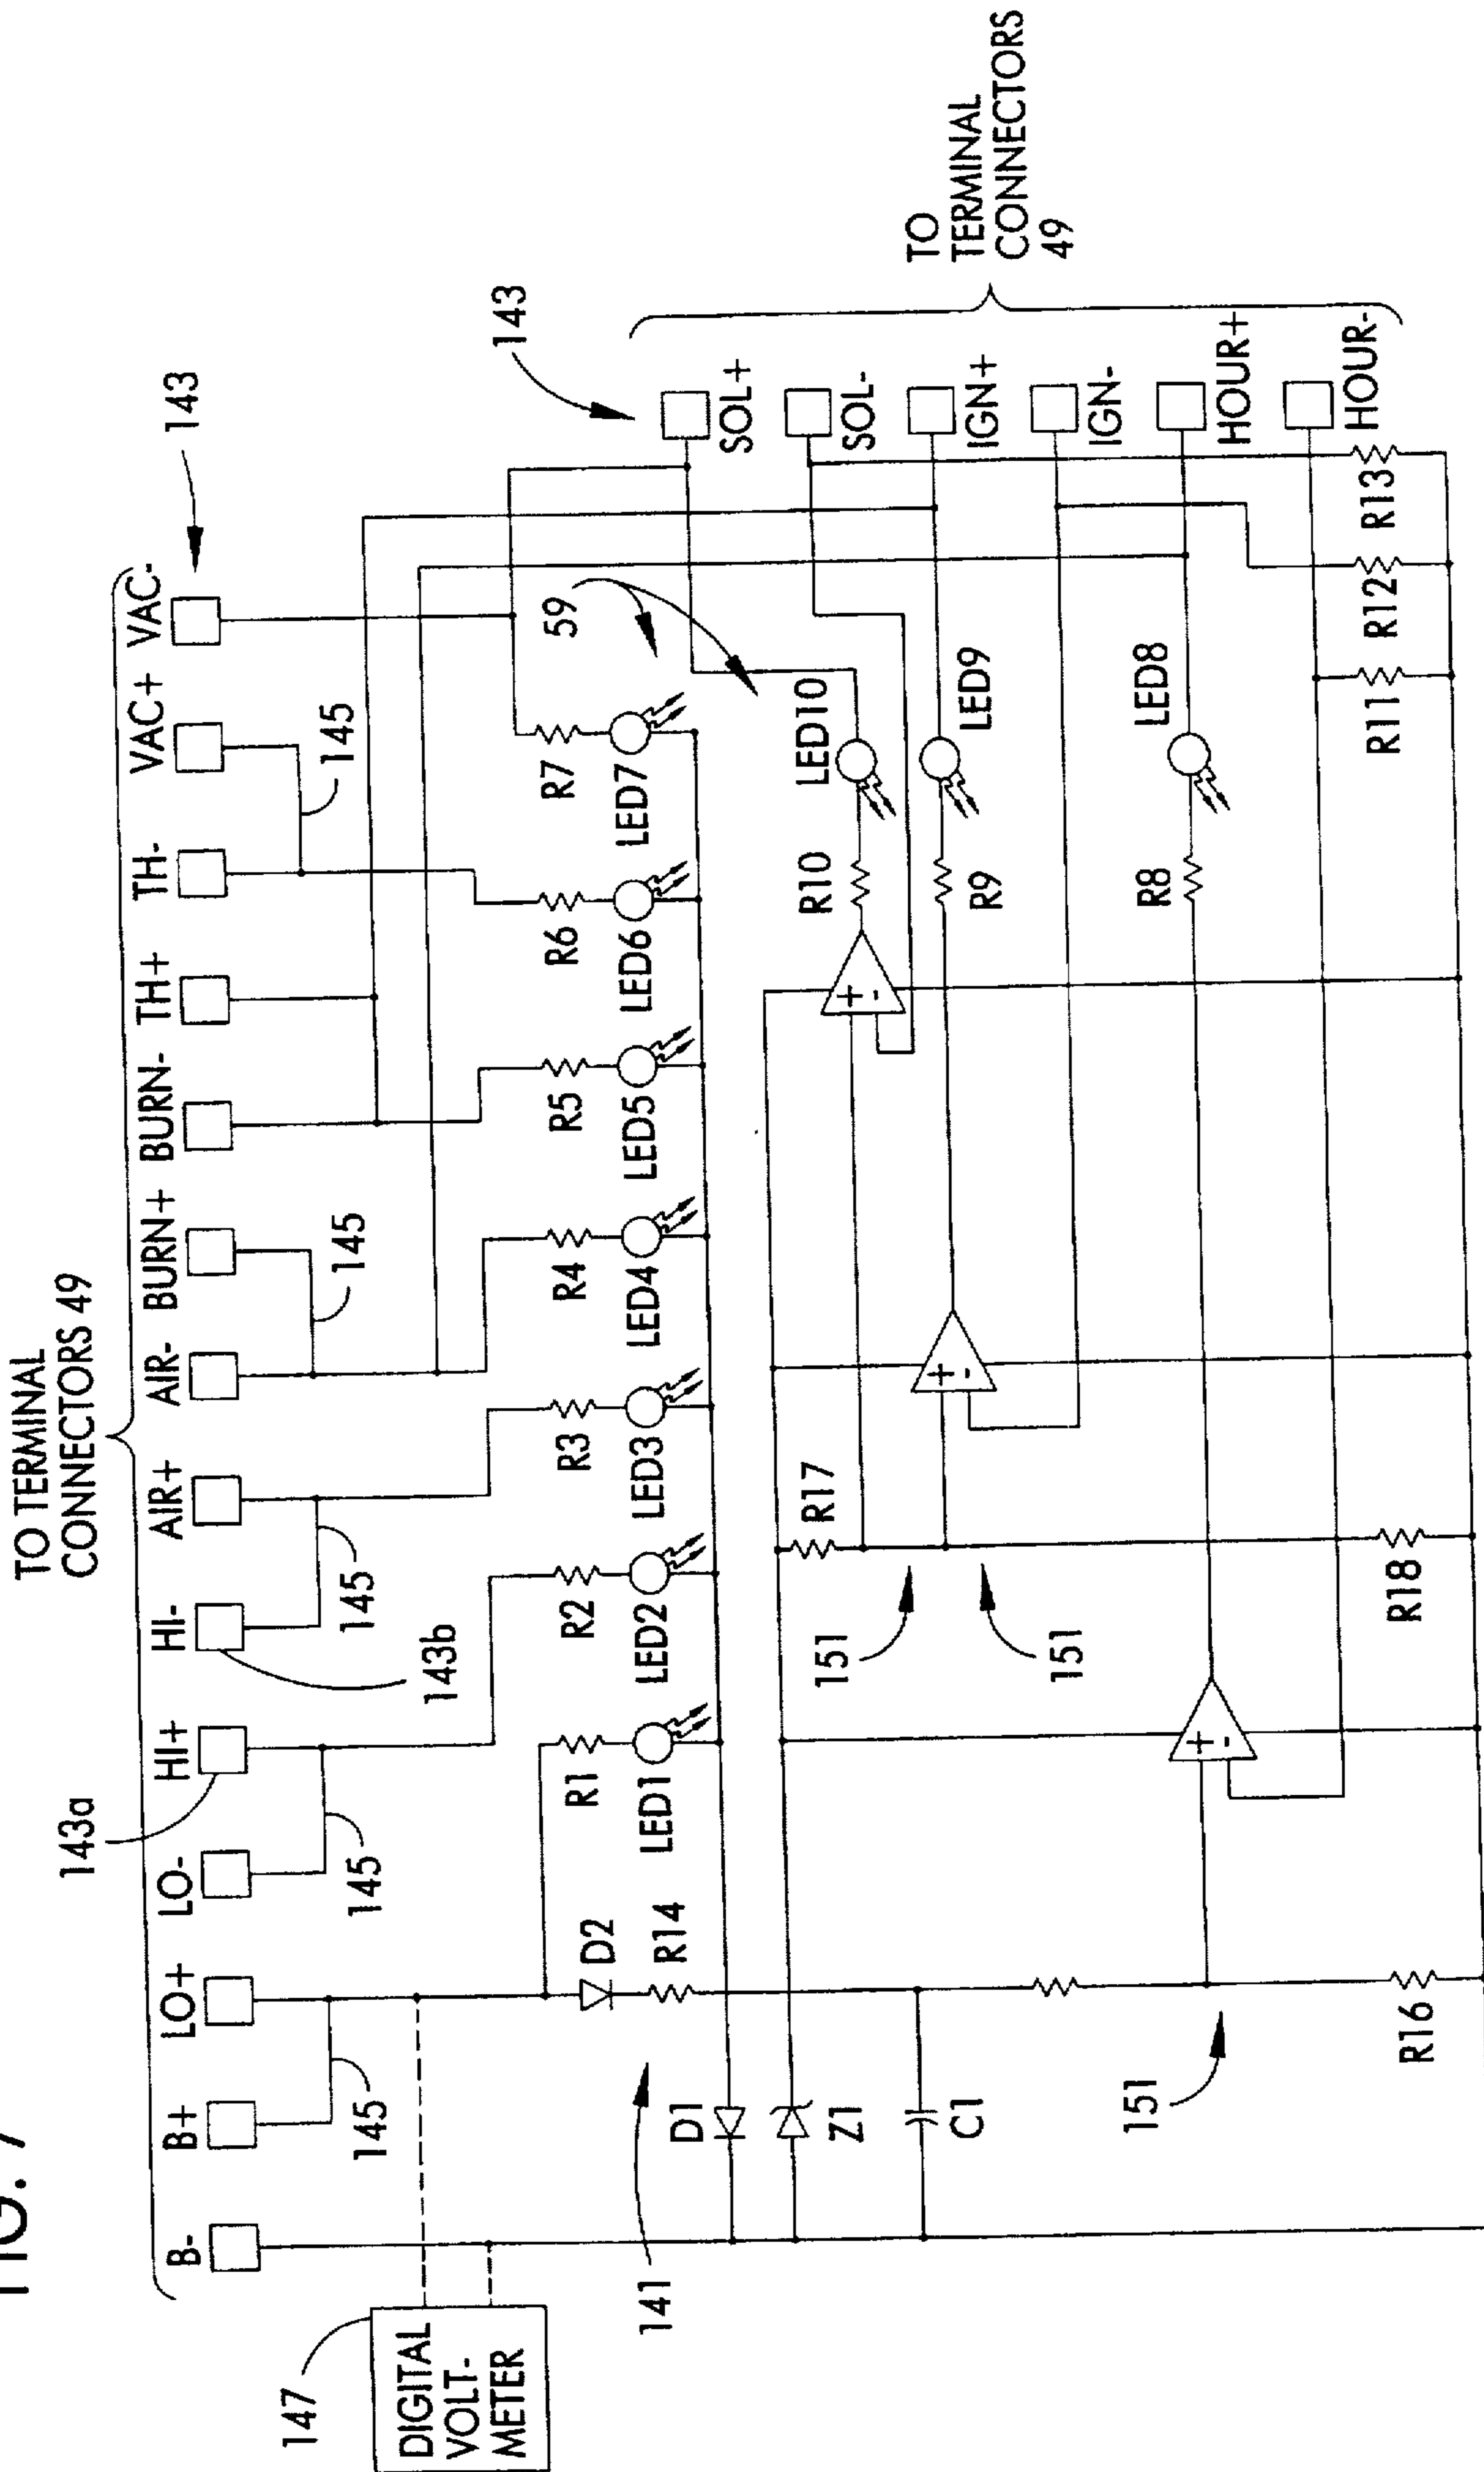 FIG. 7
TO TERMINAL
CONNECTORS 49
B-
B+
LO+
LO-
HI+
HI-
AIR+
AIR-
BURN+
BURN-
TH+
TH-
VAC+
VAC-
143
143a
143b
145
145
145
145
145
147
DIGITAL
VOLT-
METER
141
D2
R14
R1
LED1
R2
LED2
R3
LED3
R4
LED4
R5
LED5
R6
LED6
R7
LED7
59
143
TO
TERMINAL
CONNECTORS
49
SOL+
SOL-
IGN+
IGN-
HOUR+
HOUR-
D1
Z1
C1
R17
+
-
R10
LED10
+
-
R9
LED9
+
-
R8
LED8
151
151
151
R16
R18
R11
R12
R13